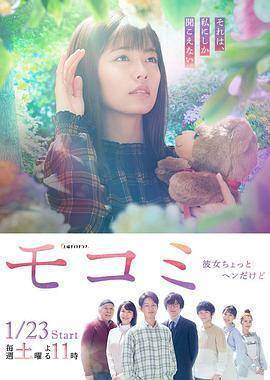 それは、
私にしか
聞こえない
モコミ
彼女ちょっと
ヘンだけど
1/23 Start
毎週土曜よる11時